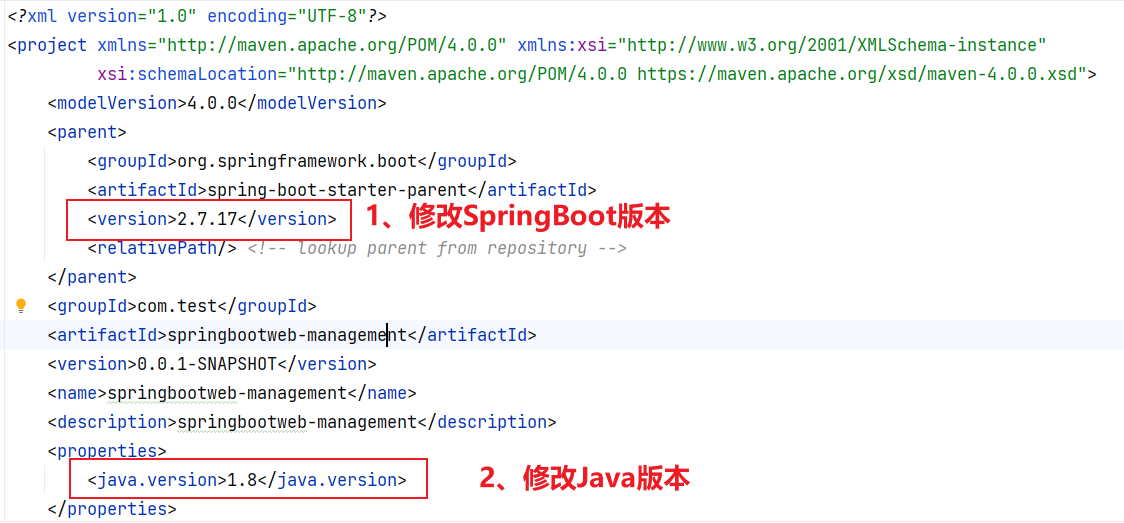 <?xml version="1.0" encoding="UTF-8"?>
<project xmlns="http://maven.apache.org/POM/4.0.0" xmlns:xsi="http://www.w3.org/2001/XMLSchema-instance"
xsi:schemaLocation="http://maven.apache.org/POM/4.0.0 https://maven.apache.org/xsd/maven-4.0.0.xsd">
<modelVersion>4.0.0</modelVersion>
<parent>
<groupId>org.springframework.boot</groupId>
<artifactId>spring-boot-starter-parent</artifactId>
<version>2.7.17</version> 1、修改SpringBoot版本
<relativePath/> <!-- lookup parent from repository -->
</parent>
<groupId>com.test</groupId>
<artifactId>springbootweb-management</artifactId>
<version>0.0.1-SNAPSHOT</version>
<name>springbootweb-management</name>
<description>springbootweb-management</description>
<properties>
<java.version>1.8</java.version> 2、修改Java版本
</properties>